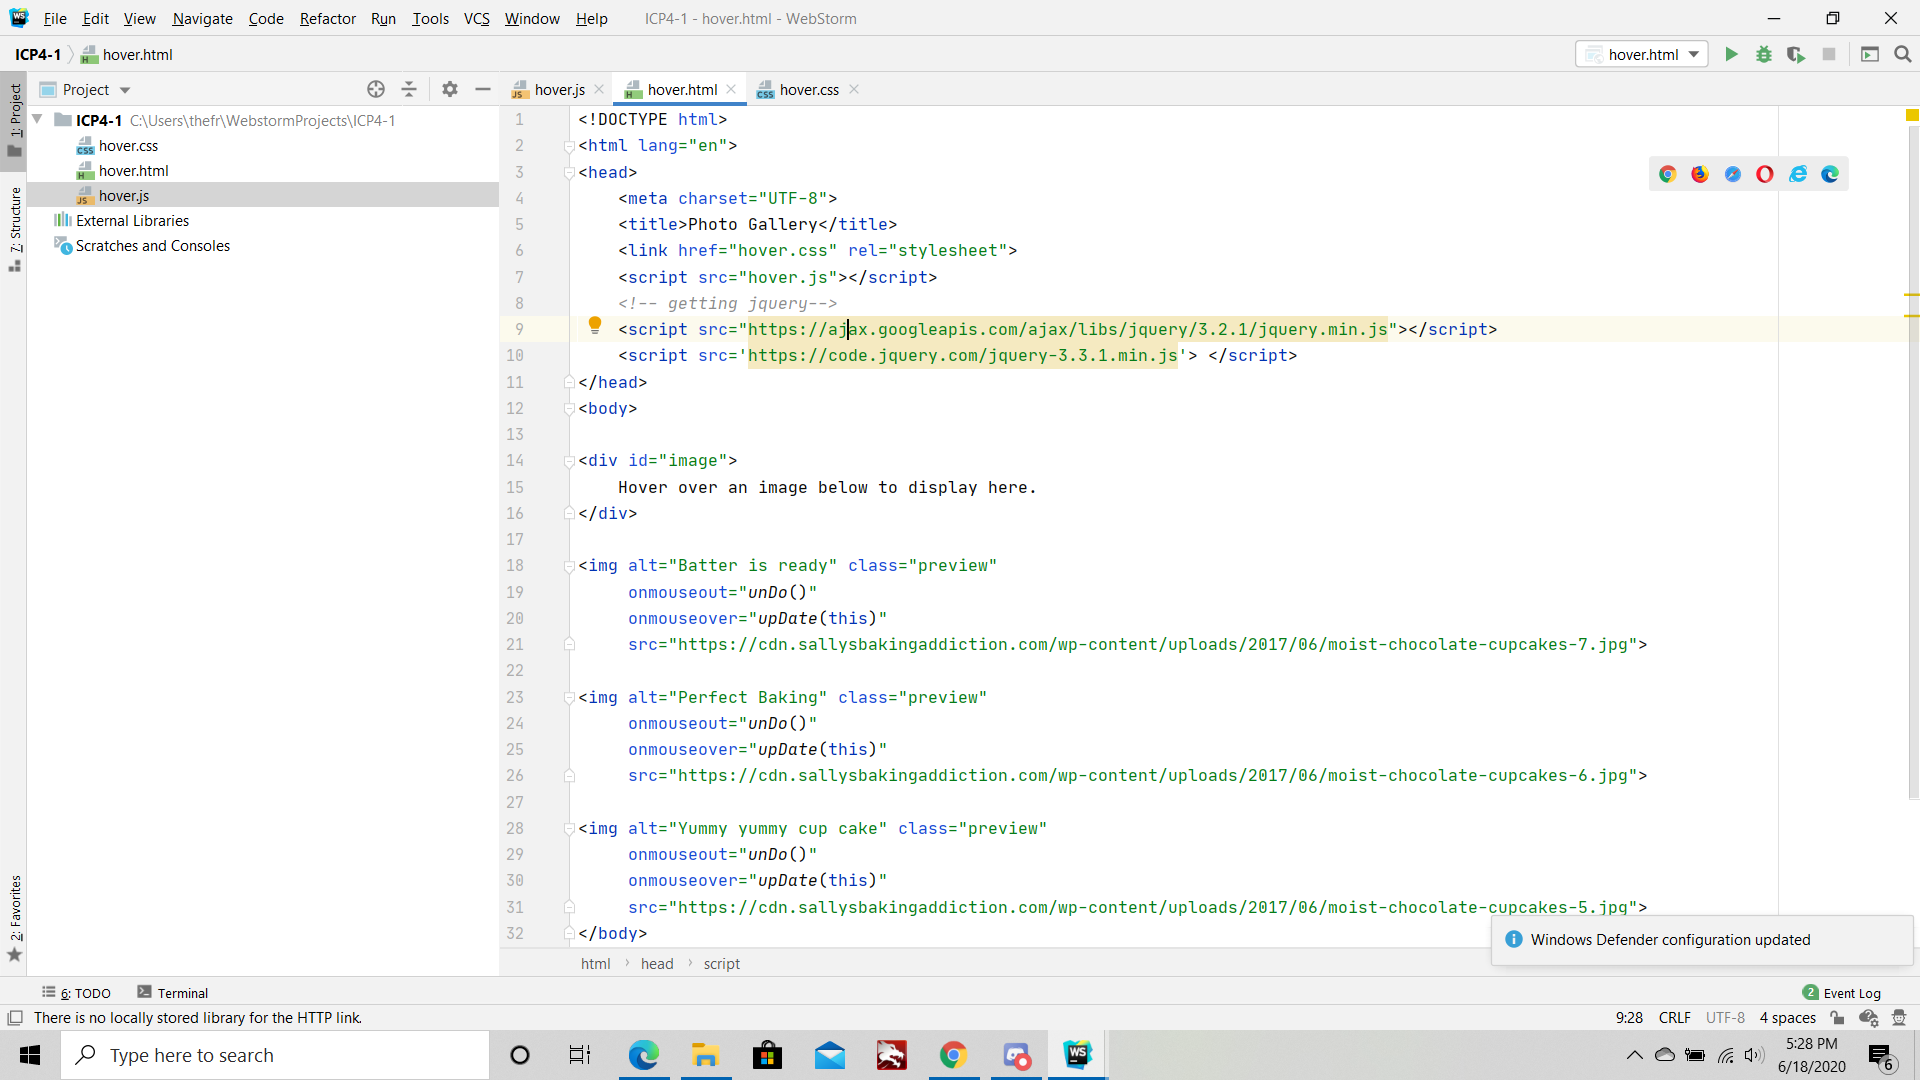 File Edit View Navigate Code Refactor Run Tools VCS Window Help ICP4-1 - hover.html - WebStorm
ICP4-1 hover.html hover.html
Project hover.js hover.html hover.css
1: Project
7: Structure
2: Favorites
ICP4-1 C:\Users\thefr\WebstormProjects\ICP4-1
hover.css
hover.html
hover.js
External Libraries
Scratches and Consoles
1 <!DOCTYPE html>
2 <html lang="en">
3 <head>
4 <meta charset="UTF-8">
5 <title>Photo Gallery</title>
6 <link href="hover.css" rel="stylesheet">
7 <script src="hover.js"></script>
8 <!-- getting jquery-->
9 <script src="https://ajax.googleapis.com/ajax/libs/jquery/3.2.1/jquery.min.js"></script>
10 <script src='https://code.jquery.com/jquery-3.3.1.min.js'> </script>
11 </head>
12 <body>
13
14 <div id="image">
15 Hover over an image below to display here.
16 </div>
17
18 <img alt="Batter is ready" class="preview"
19 onmouseout="unDo()"
20 onmouseover="upDate(this)"
21 src="https://cdn.sallysbakingaddiction.com/wp-content/uploads/2017/06/moist-chocolate-cupcakes-7.jpg">
22
23 <img alt="Perfect Baking" class="preview"
24 onmouseout="unDo()"
25 onmouseover="upDate(this)"
26 src="https://cdn.sallysbakingaddiction.com/wp-content/uploads/2017/06/moist-chocolate-cupcakes-6.jpg">
27
28 <img alt="Yummy yummy cup cake" class="preview"
29 onmouseout="unDo()"
30 onmouseover="upDate(this)"
31 src="https://cdn.sallysbakingaddiction.com/wp-content/uploads/2017/06/moist-chocolate-cupcakes-5.jpg">
32 </body>
Windows Defender configuration updated
html head script
6: TODO Terminal 2 Event Log
There is no locally stored library for the HTTP link. 9:28 CRLF UTF-8 4 spaces
Type here to search
5:28 PM
6/18/2020
6